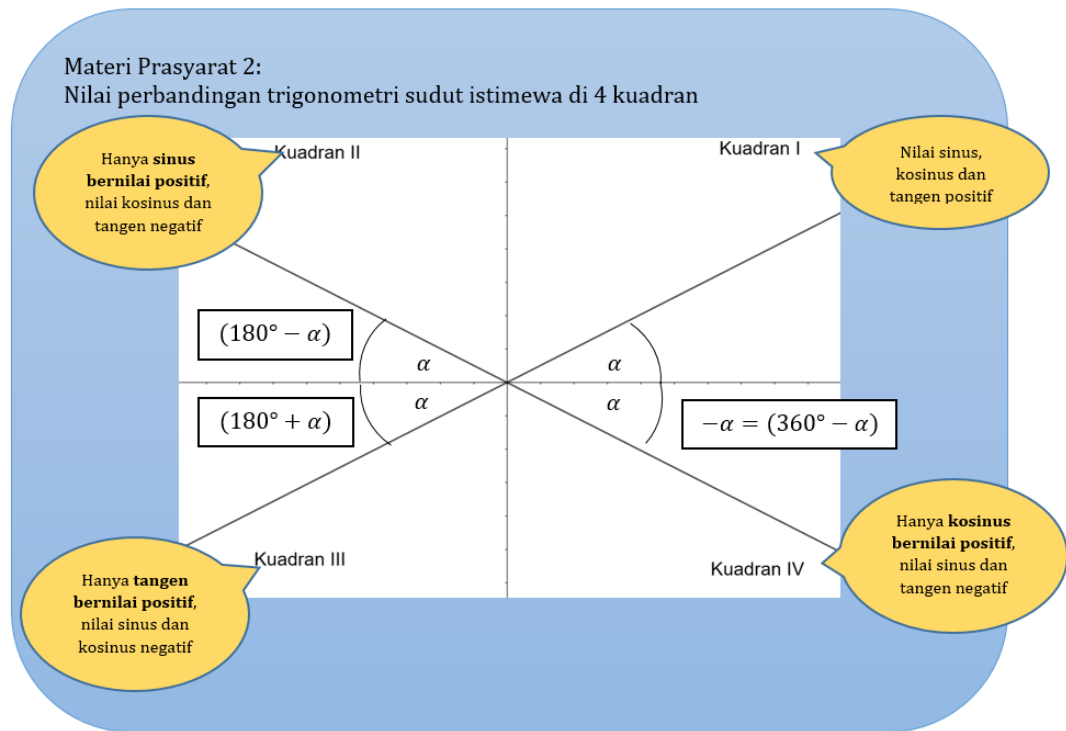 Materi Prasyarat 2:
Nilai perbandingan trigonometri sudut istimewa di 4 kuadran
Hanya sinus
bernilai positif,
nilai kosinus dan
tangen negatif
Kuadran II
Kuadran I
Nilai sinus,
kosinus dan
tangen positif
(180° − α)
α
α
(180° + α)
α
α
−α = (360° − α)
Hanya tangen
bernilai positif,
nilai sinus dan
kosinus negatif
Kuadran III
Kuadran IV
Hanya kosinus
bernilai positif,
nilai sinus dan
tangen negatif